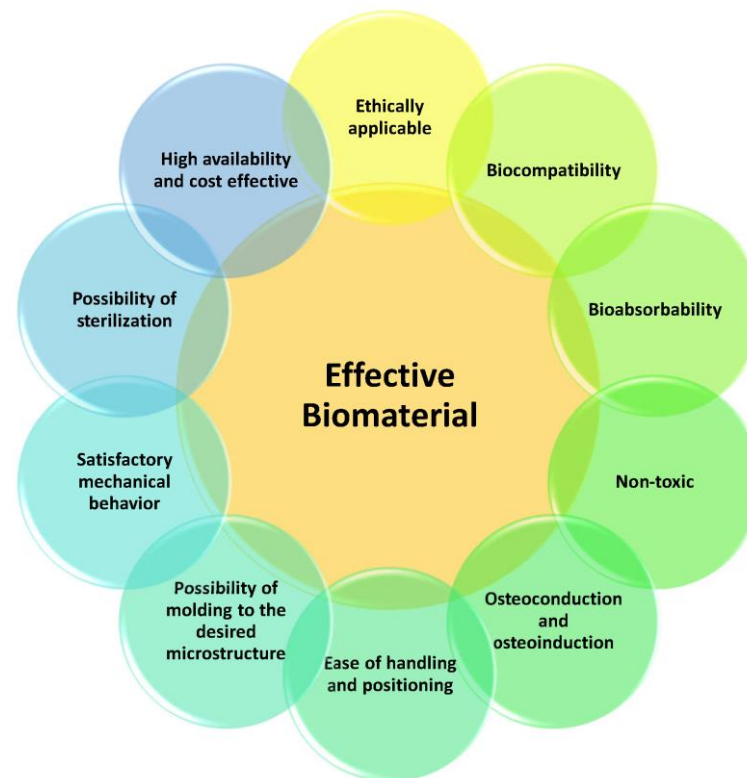 Effective
Biomaterial
Ethically
applicable
Biocompatibility
Bioabsorbability
Non-toxic
Osteoconduction
and
osteoinduction
Ease of handling
and positioning
Possibility of
molding to the
desired
microstructure
Satisfactory
mechanical
behavior
Possibility of
sterilization
High availability
and cost effective